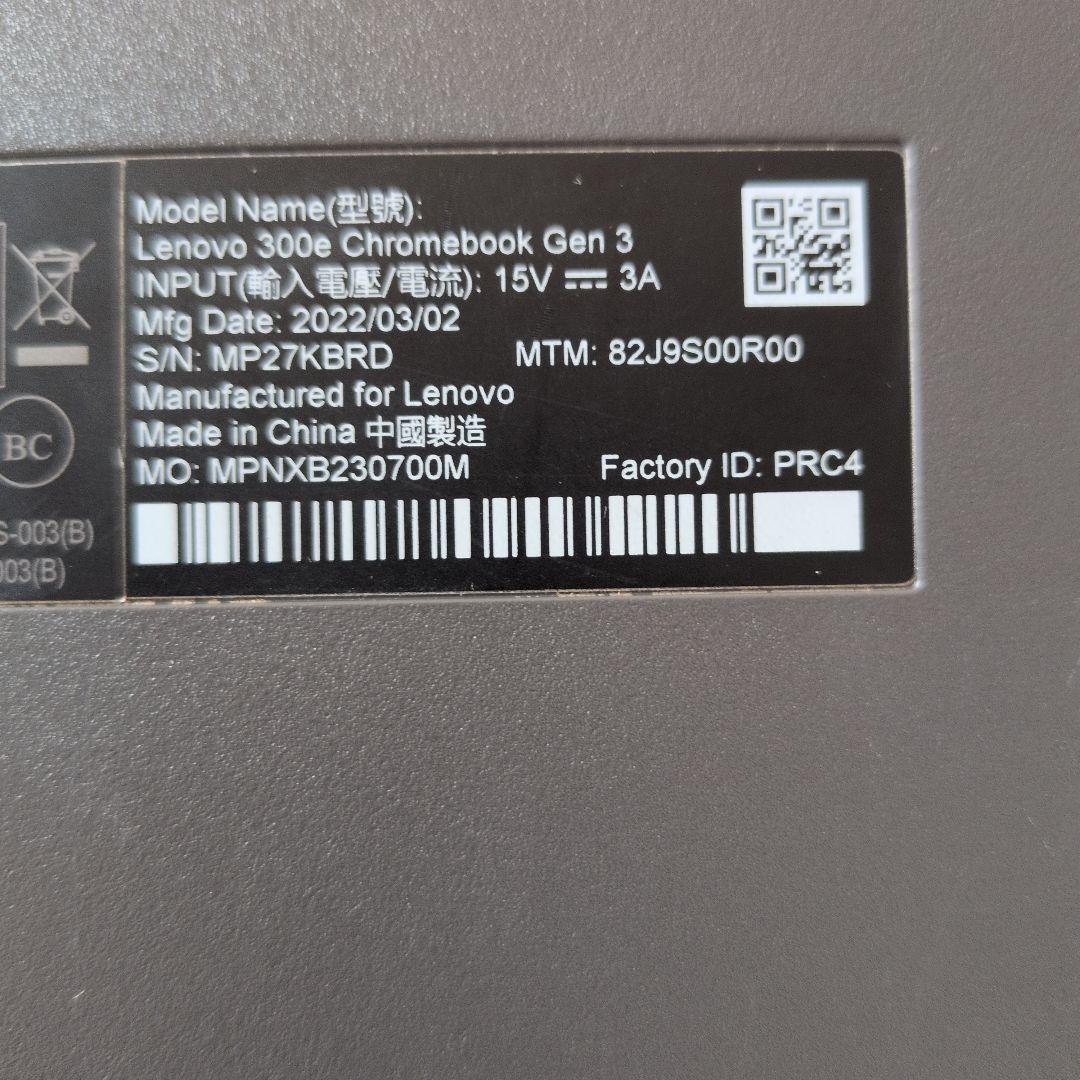 Model Name(型號):
Lenovo 300e Chromebook Gen 3
INPUT(輸入電壓/電流): 15V ⎓ 3A
Mfg Date: 2022/03/02
S/N: MP27KBRD MTM: 82J9S00R00
Manufactured for Lenovo
Made in China 中國製造
MO: MPNXB230700M Factory ID: PRC4
BC
S-003(B)
003(B)